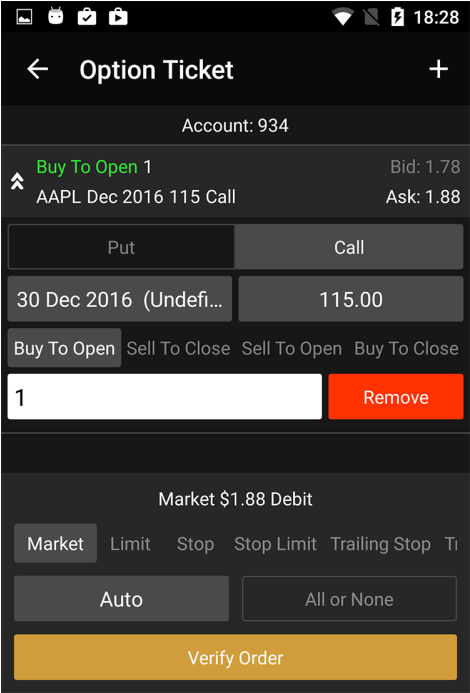 18:28
Option Ticket
Account: 934
Buy To Open 1 Bid: 1.78
AAPL Dec 2016 115 Call Ask: 1.88
Put Call
30 Dec 2016 (Undefi... 115.00
Buy To Open Sell To Close Sell To Open Buy To Close
1 Remove
Market $1.88 Debit
Market Limit Stop Stop Limit Trailing Stop Tr
Auto All or None
Verify Order